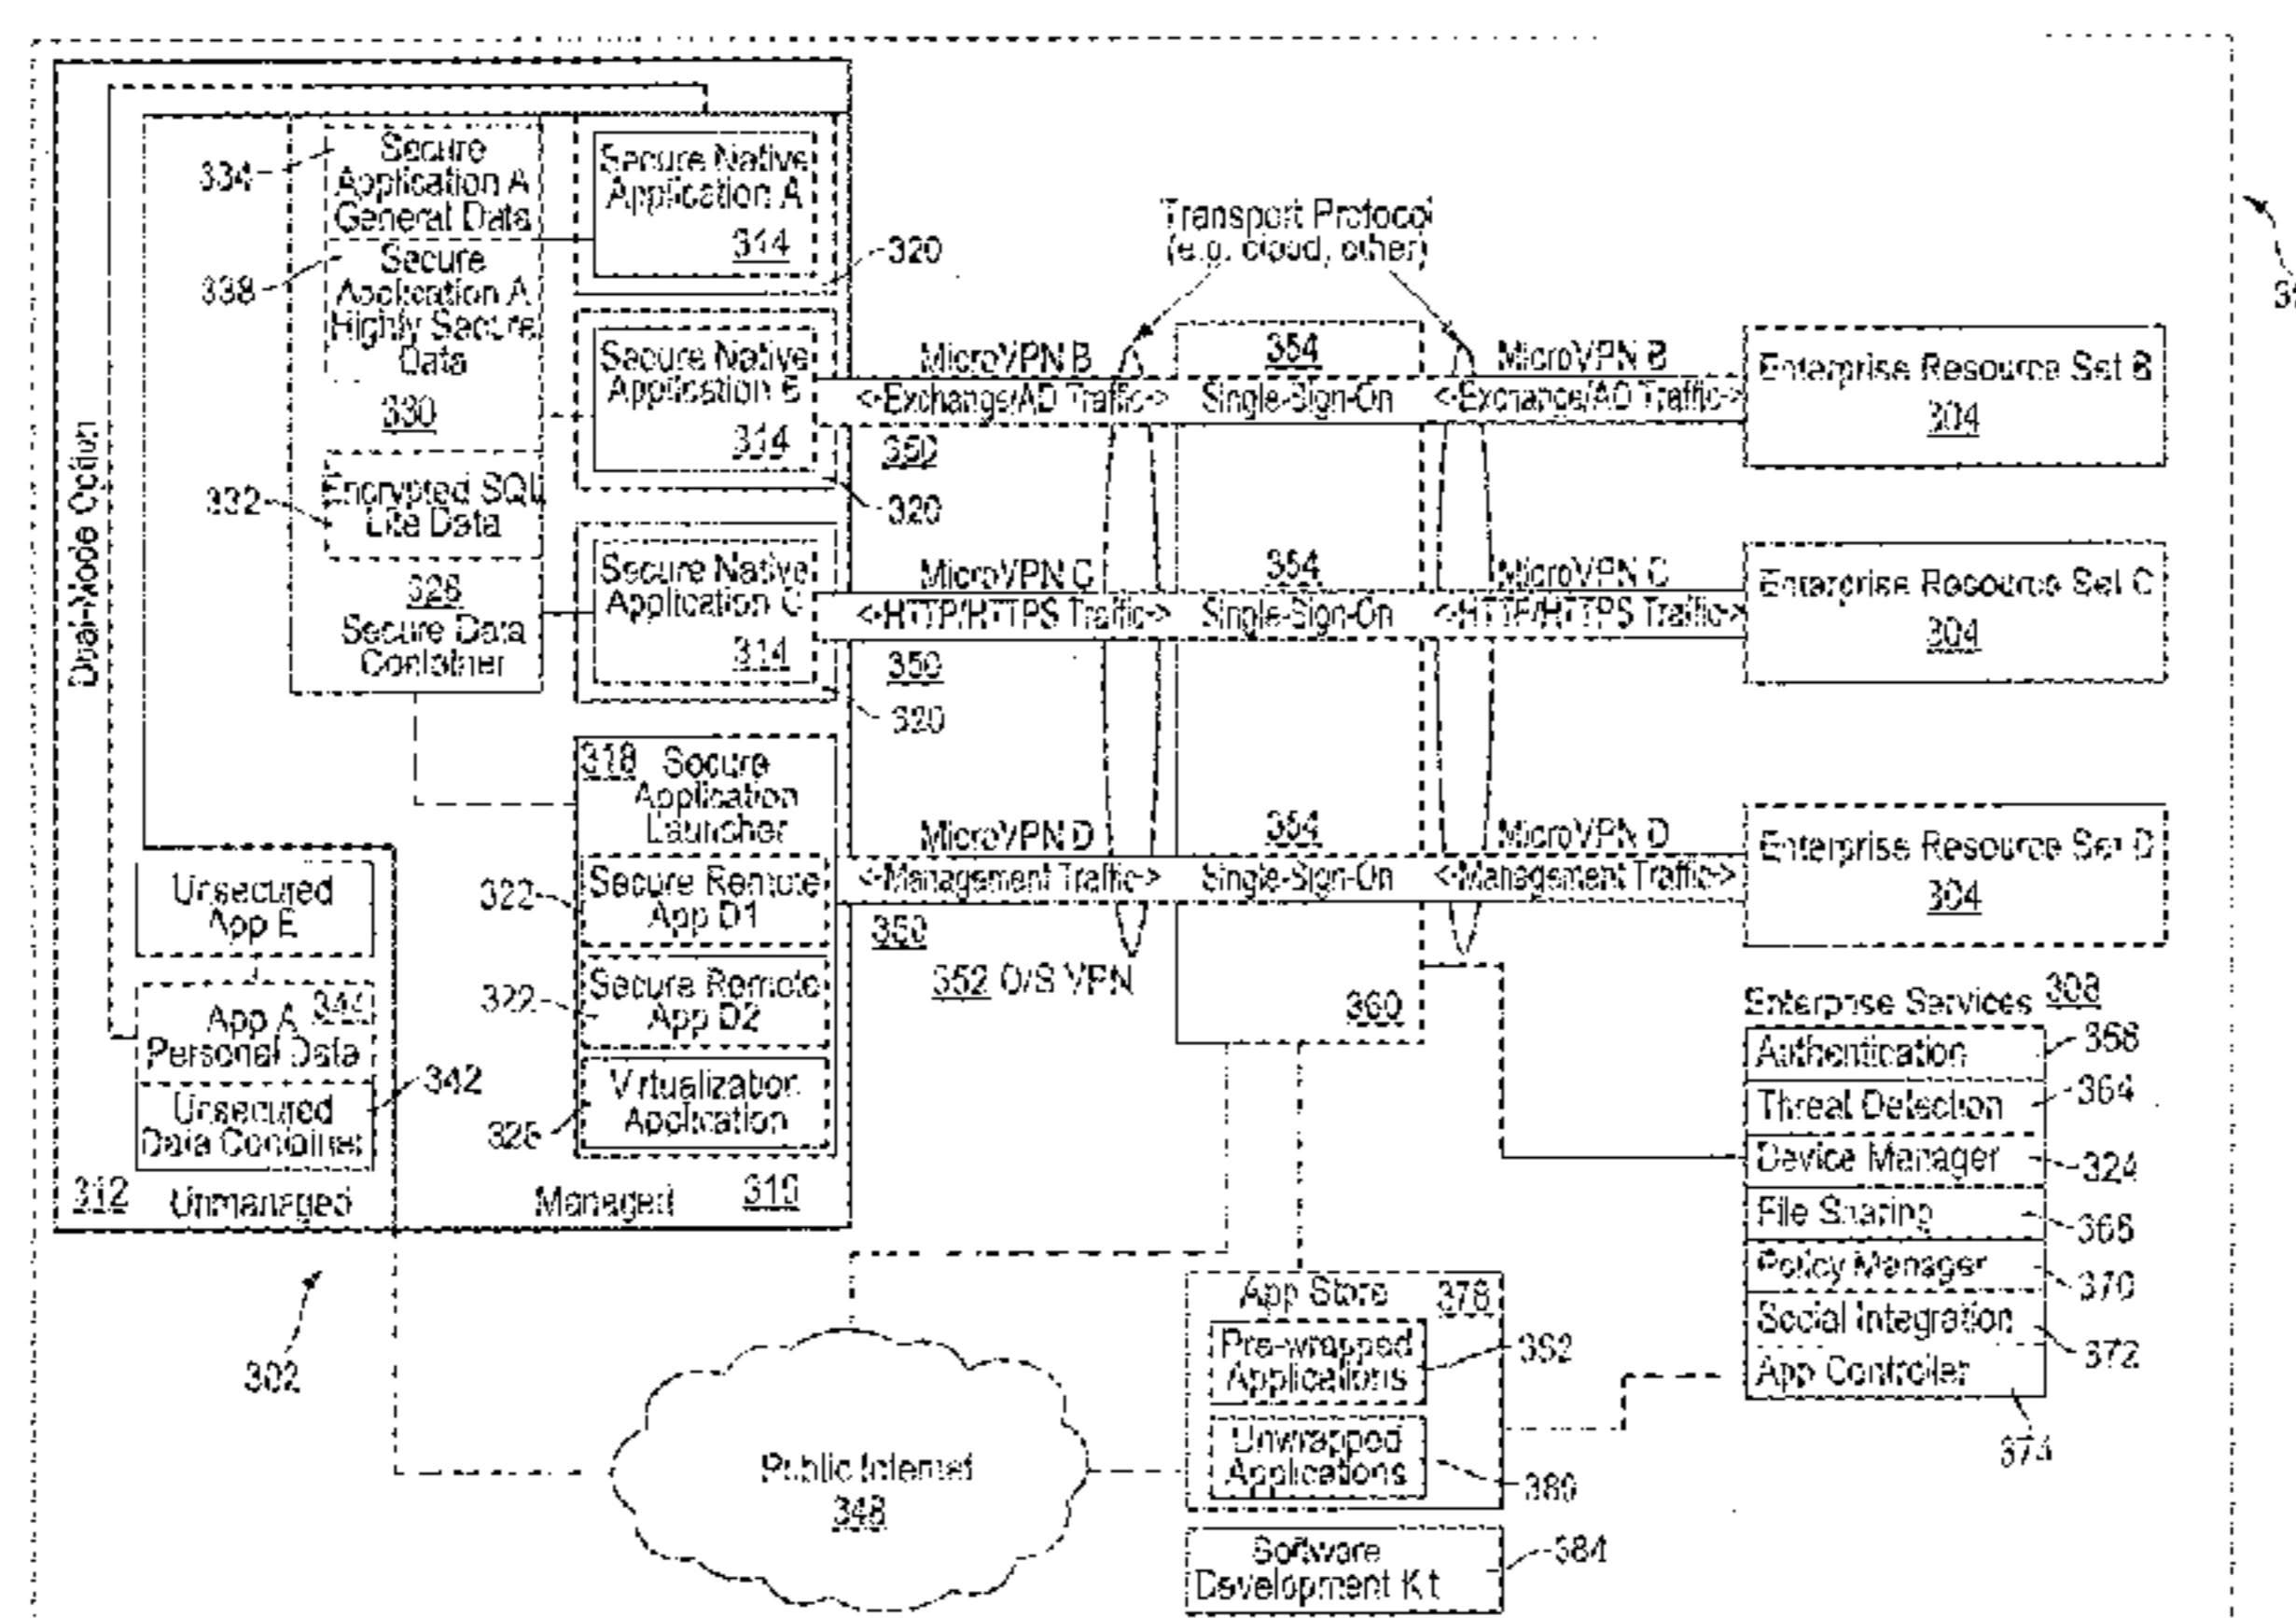 Dual-Mode Option
334
Secure
Application A
General Data
338
Secure
Application A
Highly Secure
Data
330
332
Encrypted SQL
Lite Data
Secure Data
Container
Secure Native
Application A
314
320
Secure Native
Application B
314
320
Secure Native
Application C
314
320
318 Secure
Application
Launcher
322
Secure Remote
App D1
322
Secure Remote
App D2
Virtualization
Application
Managed
Unsecured
App E
App A 344
Personal Data
Unsecured
Data Container
342
312 Unmanaged
302
Transport Protocol
(e.g. cloud, other)
MicroVPN B
<-Exchange/AD Traffic->
350
354
Single-Sign-On
MicroVPN B
<-Exchange/AD Traffic->
Enterprise Resource Set B
304
MicroVPN C
<-HTTP/HTTPS Traffic->
350
354
Single-Sign-On
MicroVPN C
<-HTTP/HTTPS Traffic->
Enterprise Resource Set C
304
MicroVPN D
<-Management Traffic->
350
354
Single-Sign-On
MicroVPN D
<-Management Traffic->
Enterprise Resource Set D
304
352 O/S VPN
360
Enterprise Services 308
Authentication
Threat Detection
364
Device Manager
324
File Sharing
Policy Manager
370
Social Integration
372
App Controller
374
App Store 378
Pre-wrapped
Applications
Unwrapped
Applications
380
Public Internet
348
Software
Development Kit
384